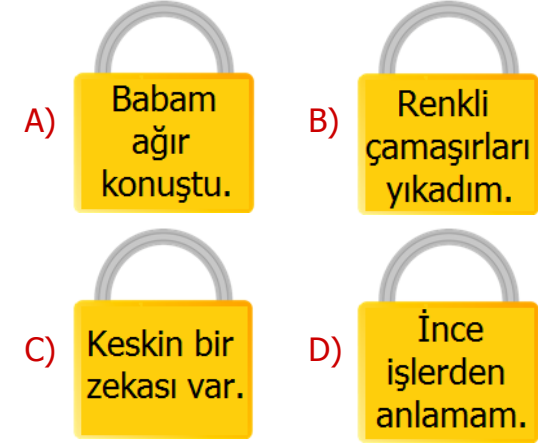 A)
Babam
ağır
konuştu.
B)
Renkli
çamaşırları
yıkadım.
C)
Keskin bir
zekası var.
D)
İnce
işlerden
anlamam.